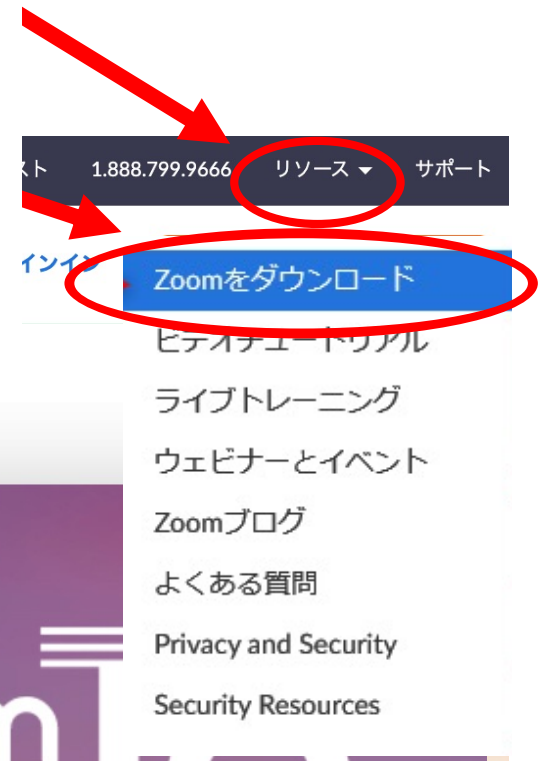 スト 1.888.799.9666 リソース サポート
インイン
Zoomをダウンロード
ビデオチュートリアル
ライブトレーニング
ウェビナーとイベント
Zoomブログ
よくある質問
Privacy and Security
Security Resources